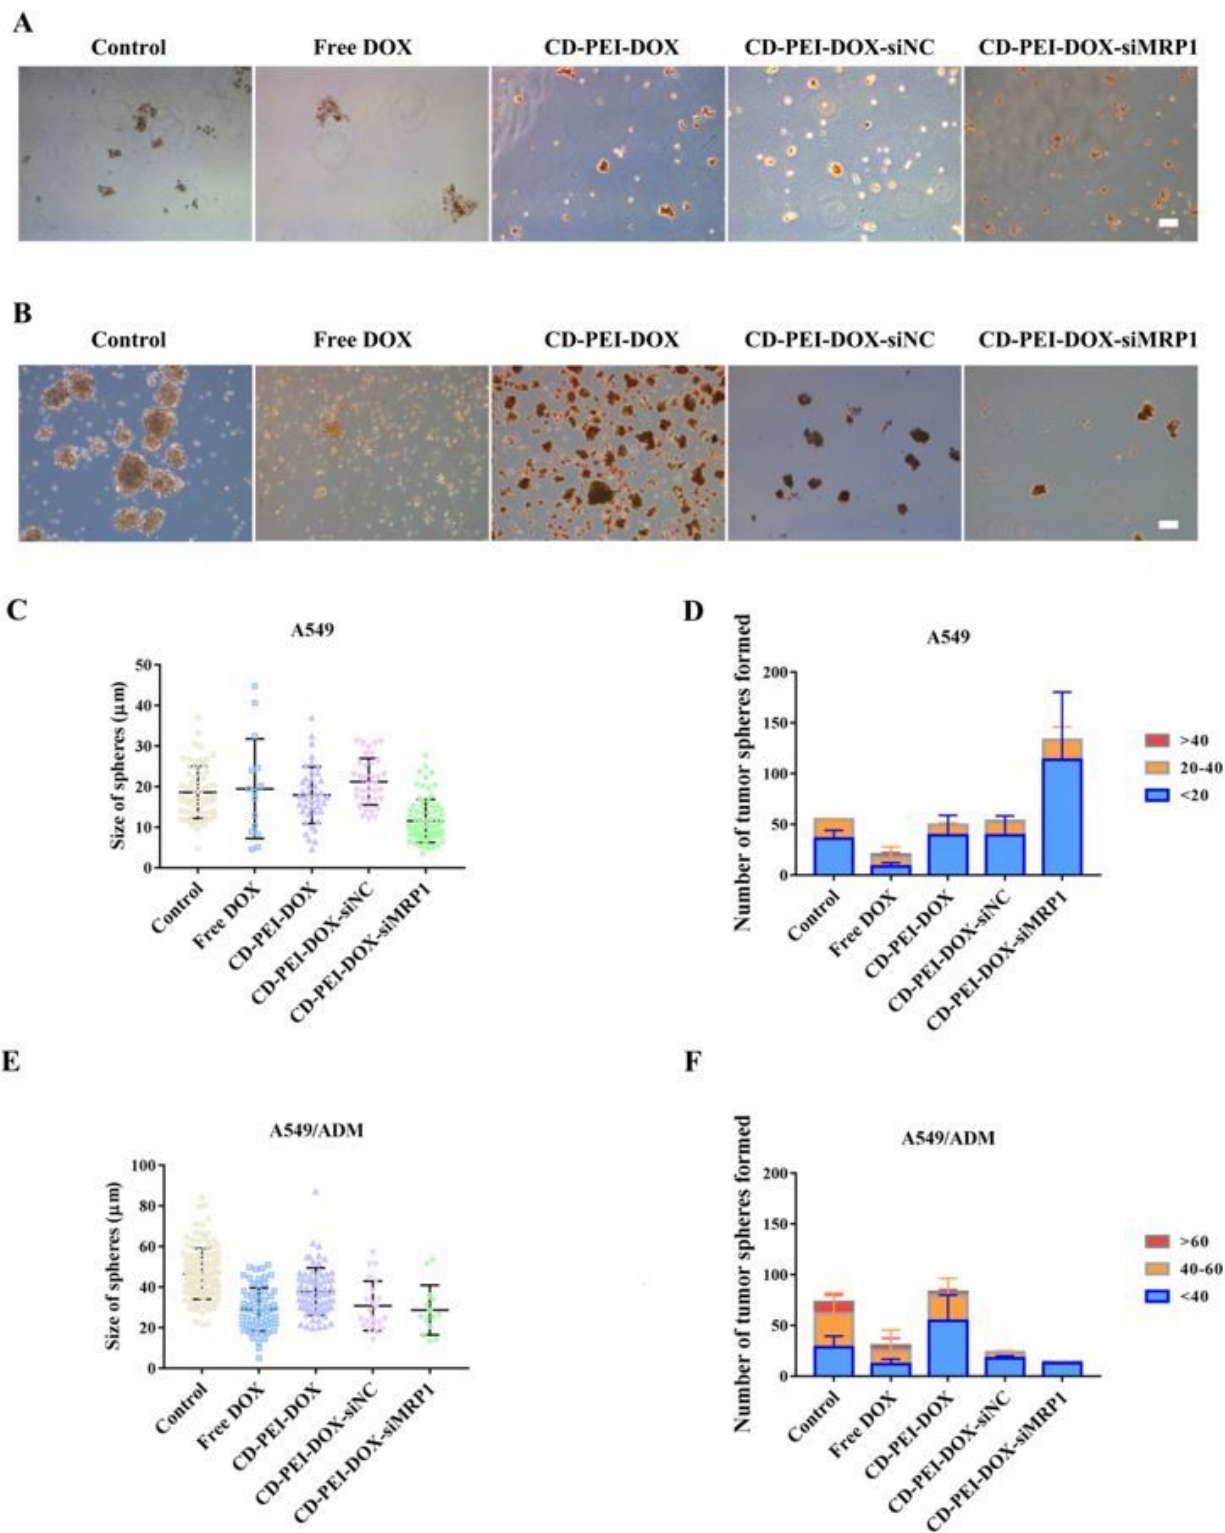 A
Control Free DOX CD-PEI-DOX CD-PEI-DOX-siNC CD-PEI-DOX-siMRP1
B
Control Free DOX CD-PEI-DOX CD-PEI-DOX-siNC CD-PEI-DOX-siMRP1
C
A549
Size of spheres (μm)
50
40
30
20
10
0
Control
Free DOX
CD-PEI-DOX
CD-PEI-DOX-siNC
CD-PEI-DOX-siMRP1
D
A549
Number of tumor spheres formed
200
150
100
50
0
Control
Free DOX
CD-PEI-DOX
CD-PEI-DOX-siNC
CD-PEI-DOX-siMRP1
>40
20-40
<20
E
A549/ADM
Size of spheres (μm)
100
80
60
40
20
0
Control
Free DOX
CD-PEI-DOX
CD-PEI-DOX-siNC
CD-PEI-DOX-siMRP1
F
A549/ADM
Number of tumor spheres formed
200
150
100
50
0
Control
Free DOX
CD-PEI-DOX
CD-PEI-DOX-siNC
CD-PEI-DOX-siMRP1
>60
40-60
<40